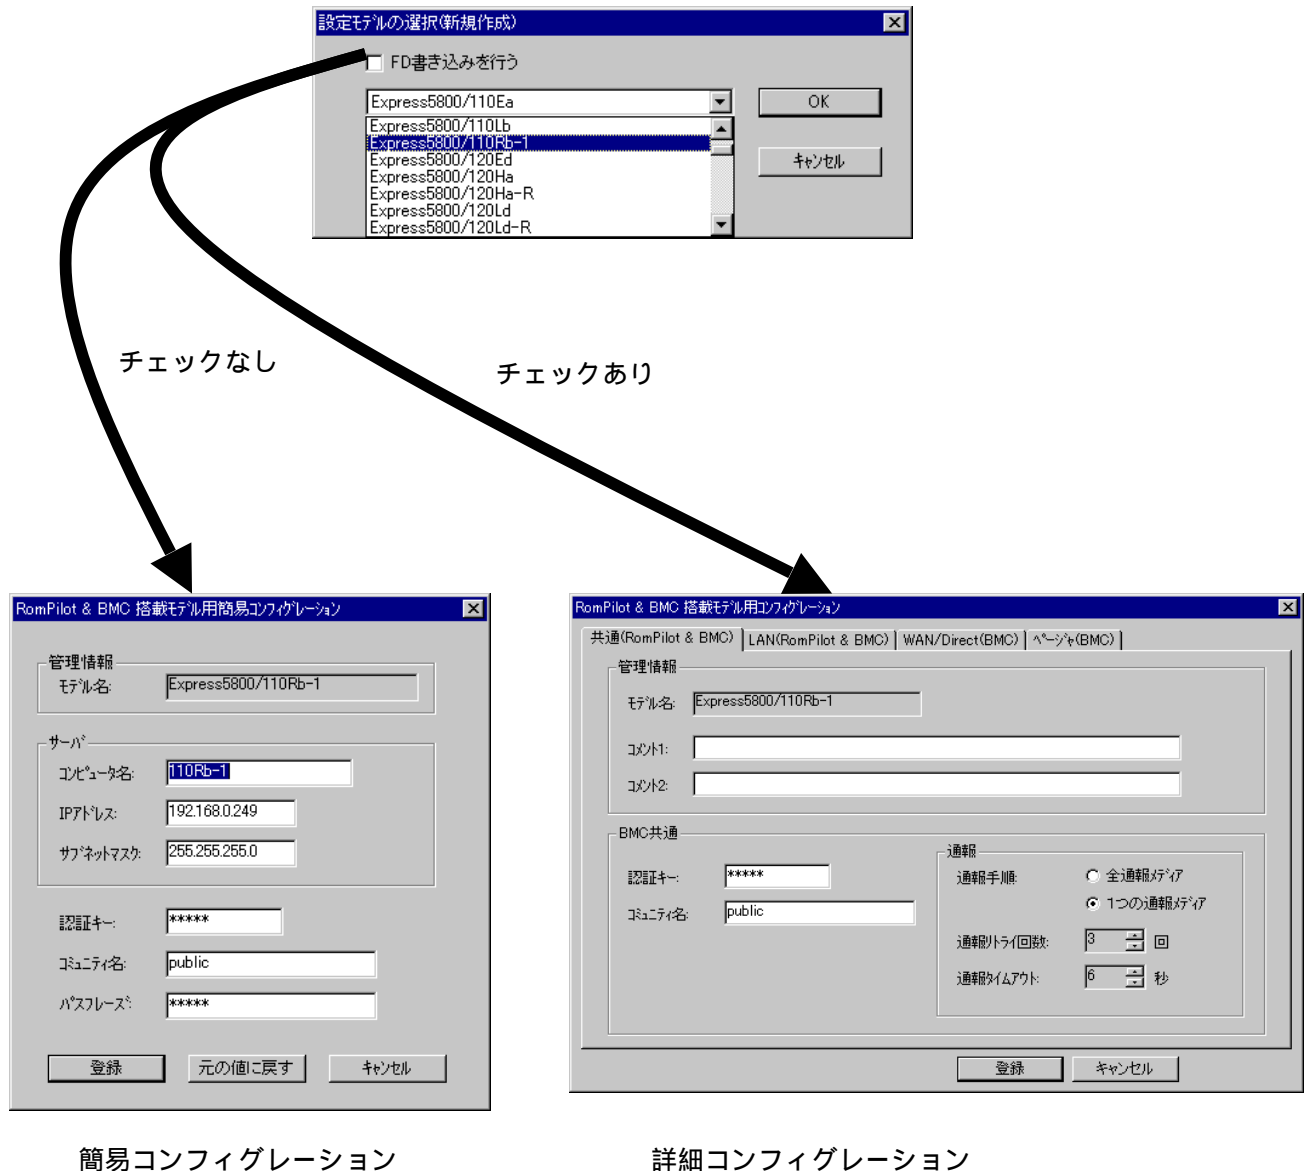 設定モデルの選択(新規作成)
FD書き込みを行う
Express5800/110Ea
OK
Express5800/110Lb
Express5800/110Rb-1
Express5800/120Ed
キャンセル
Express5800/120Ha
Express5800/120Ha-R
Express5800/120Ld
Express5800/120Ld-R
チェックなし
チェックあり
RomPilot & BMC 搭載モデル用簡易コンフィグレーション
管理情報
モデル名:
Express5800/110Rb-1
サーバ
コンピュータ名:
110Rb-1
IPアドレス:
192.168.0.249
サブネットマスク:
255.255.255.0
認証キー:
*****
コミュニティ名:
public
パスフレーズ:
*****
登録
元の値に戻す
キャンセル
簡易コンフィグレーション
RomPilot & BMC 搭載モデル用コンフィグレーション
共通(RomPilot & BMC)
LAN(RomPilot & BMC)
WAN/Direct(BMC)
ページャ(BMC)
管理情報
モデル名:
Express5800/110Rb-1
コメント1:
コメント2:
BMC共通
認証キー:
*****
コミュニティ名:
public
通報
通報手順:
全通報メディア
1つの通報メディア
通報リトライ回数:
3
回
通報タイムアウト:
6
秒
登録
キャンセル
詳細コンフィグレーション